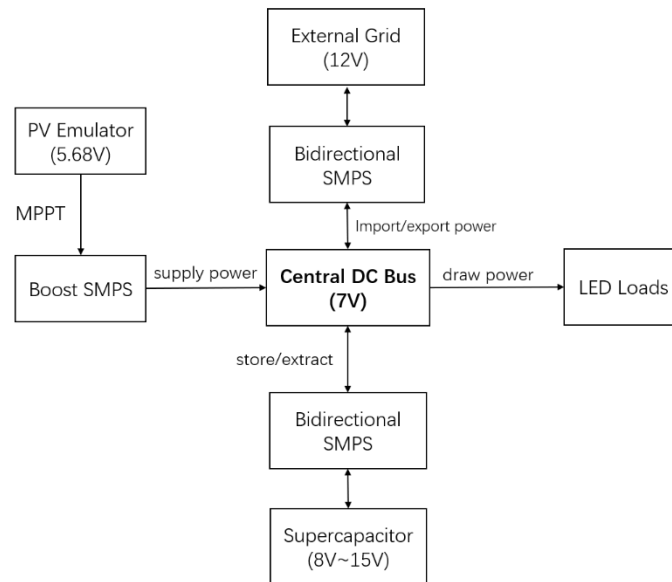 External Grid
(12V)
PV Emulator
(5.68V)
Bidirectional
SMPS
MPPT
Import/export power
Boost SMPS
supply power
Central DC Bus
(7V)
draw power
LED Loads
store/extract
Bidirectional
SMPS
Supercapacitor
(8V~15V)